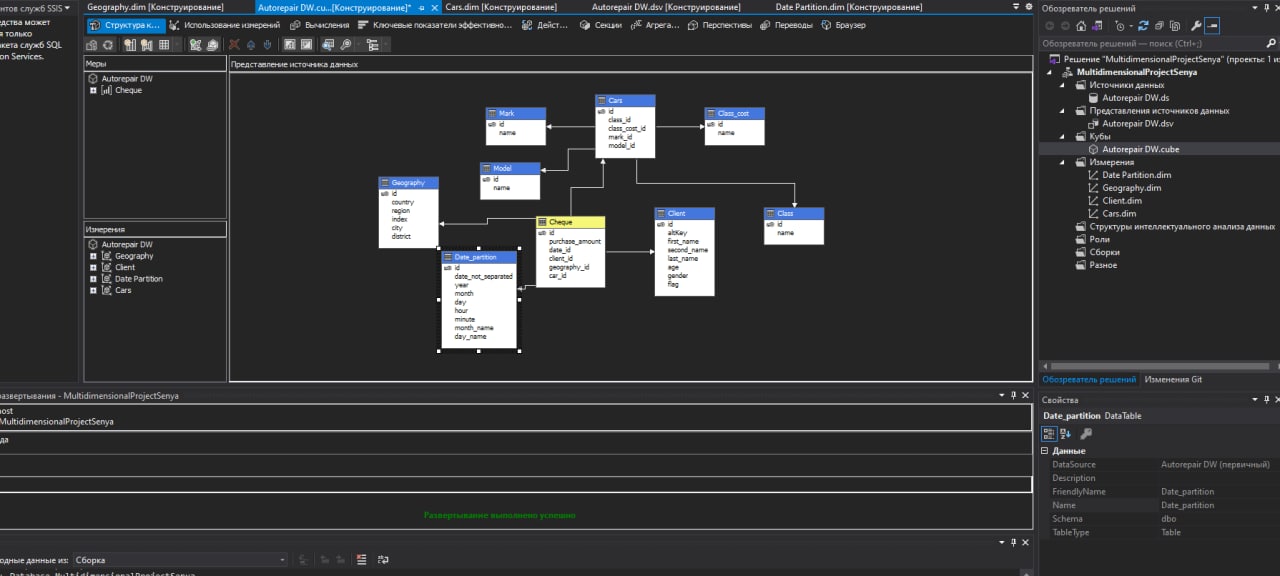 нтов служб SSIS
едства может
я только
акета служб SQL
on Services.
Geography.dim [Конструирование]
Autorepair DW.cu...[Конструирование]*
Cars.dim [Конструирование]
Autorepair DW.dsv [Конструирование]
Date Partition.dim [Конструирование]
Структура к...
Использование измерений
Вычисления
Ключевые показатели эффективно...
Дейст...
Секции
Агрега...
Перспективы
Переводы
Браузер
Меры
Autorepair DW
Cheque
Измерения
Autorepair DW
Geography
Client
Date Partition
Cars
Представление источника данных
Mark
id
name
Cars
id
class_id
class_cost_id
mark_id
model_id
Class_cost
id
name
Model
id
name
Geography
id
country
region
index
city
district
Cheque
id
purchase_amount
date_id
client_id
geography_id
car_id
Client
id
altKey
first_name
second_name
last_name
age
gender
flag
Class
id
name
Date_partition
id
date_not_separated
year
month
day
hour
minute
month_name
day_name
азвертывания - MultidimensionalProjectSenya
ost
MultidimensionalProjectSenya
да
Развертывание выполнено успешно
одные данные из:
Сборка
Database MultidimensionalProjectSenya
Обозреватель решений
Обозреватель решений — поиск (Ctrl+;)
Решение "MultidimensionalProjectSenya" (проекты: 1 из
MultidimensionalProjectSenya
Источники данных
Autorepair DW.ds
Представления источников данных
Autorepair DW.dsv
Кубы
Autorepair DW.cube
Измерения
Date Partition.dim
Geography.dim
Client.dim
Cars.dim
Структуры интеллектуального анализа данных
Роли
Сборки
Разное
Обозреватель решений
Изменения Git
Свойства
Date_partition DataTable
Данные
DataSource Autorepair DW (первичный)
Description
FriendlyName Date_partition
Name Date_partition
Schema dbo
TableType Table